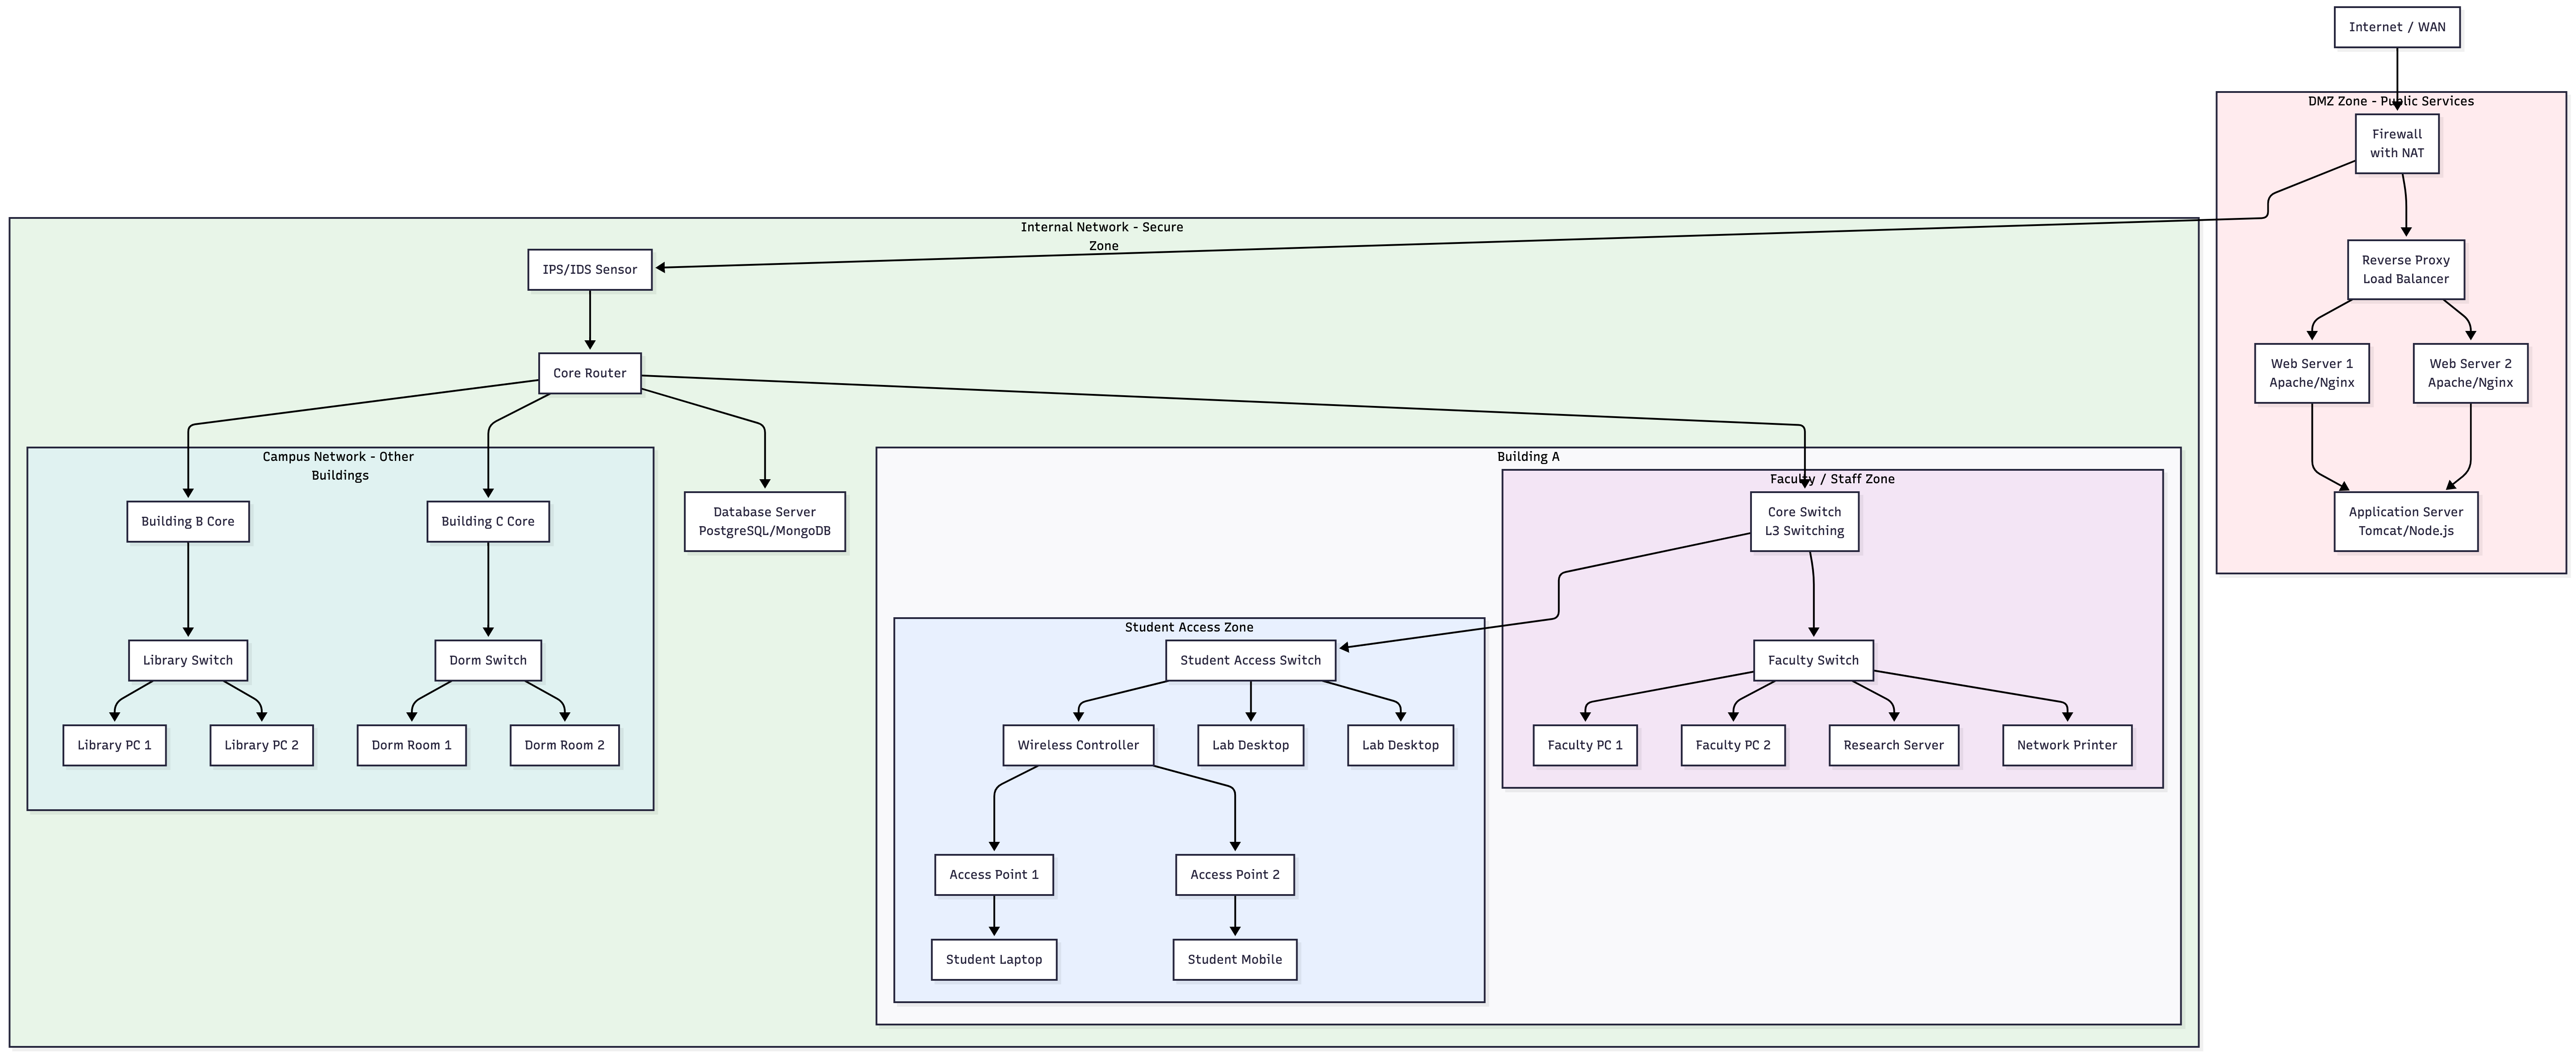 Internet / WAN
DMZ Zone - Public Services
Firewall
with NAT
Internal Network - Secure
Zone
IPS/IDS Sensor
Reverse Proxy
Load Balancer
Core Router
Web Server 1
Apache/Nginx
Web Server 2
Apache/Nginx
Campus Network - Other
Buildings
Building A
Faculty / Staff Zone
Building B Core
Building C Core
Database Server
PostgreSQL/MongoDB
Core Switch
L3 Switching
Application Server
Tomcat/Node.js
Student Access Zone
Library Switch
Dorm Switch
Student Access Switch
Faculty Switch
Library PC 1
Library PC 2
Dorm Room 1
Dorm Room 2
Wireless Controller
Lab Desktop
Lab Desktop
Faculty PC 1
Faculty PC 2
Research Server
Network Printer
Access Point 1
Access Point 2
Student Laptop
Student Mobile